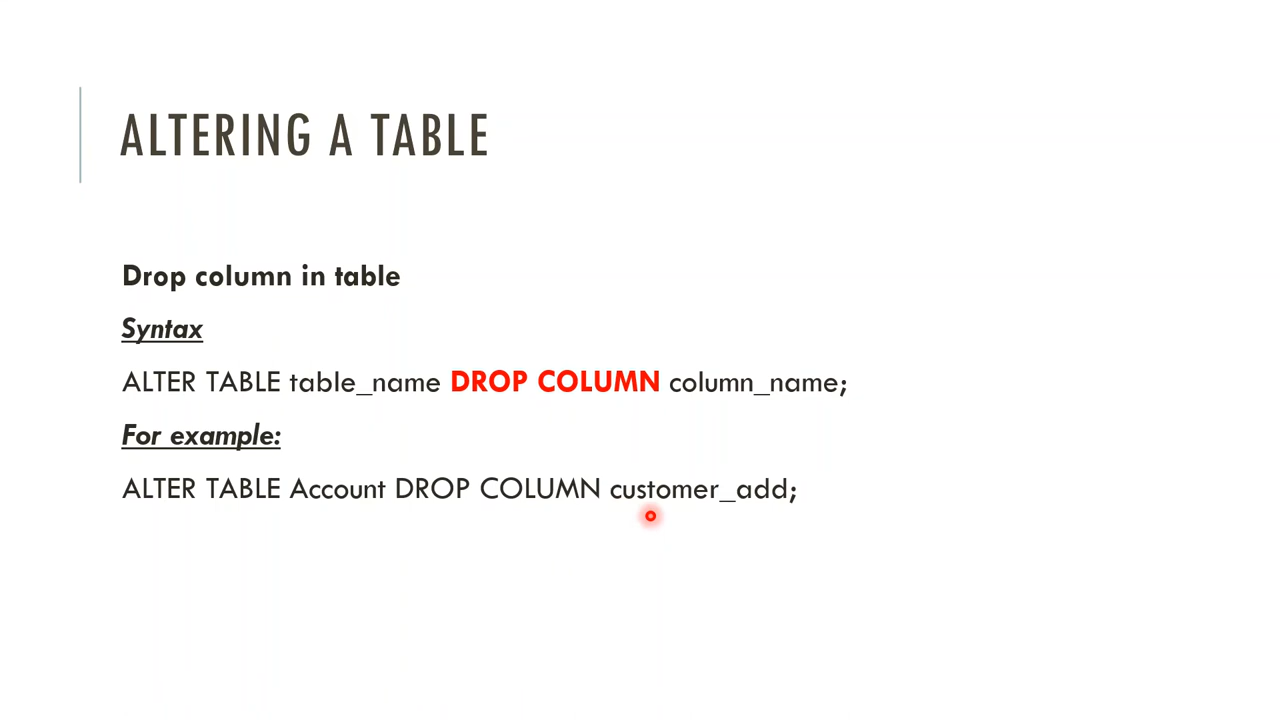 ALTERING A TABLE
Drop column in table
Syntax
ALTER TABLE table_name DROP COLUMN column_name;
For example:
ALTER TABLE Account DROP COLUMN customer_add;